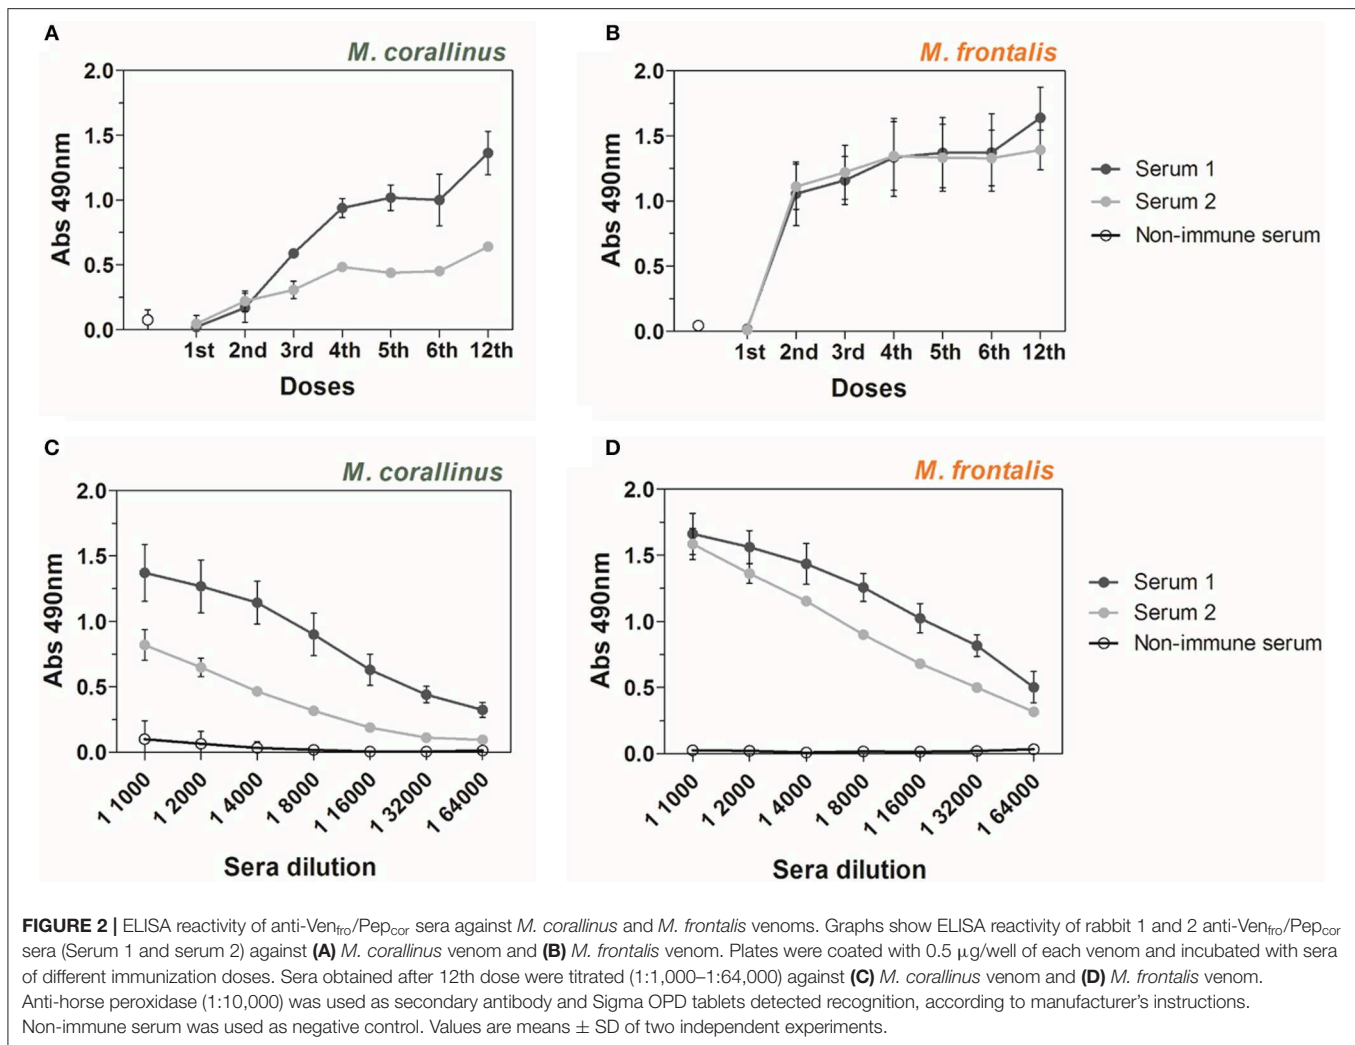 A
M. corallinus
2.0
1.5
1.0
0.5
0.0
Abs 490nm
1st 2nd 3rd 4th 5th 6th 12th
Doses
B
M. frontalis
2.0
1.5
1.0
0.5
0.0
Abs 490nm
1st 2nd 3rd 4th 5th 6th 12th
Doses
Serum 1
Serum 2
Non-immune serum
C
M. corallinus
2.0
1.5
1.0
0.5
0.0
Abs 490nm
1 1000
1 2000
1 4000
1 8000
1 16000
1 32000
1 64000
Sera dilution
D
M. frontalis
2.0
1.5
1.0
0.5
0.0
Abs 490nm
1 1000
1 2000
1 4000
1 8000
1 16000
1 32000
1 64000
Sera dilution
Serum 1
Serum 2
Non-immune serum
FIGURE 2 | ELISA reactivity of anti-Venfro/Pepcor sera against M. corallinus and M. frontalis venoms. Graphs show ELISA reactivity of rabbit 1 and 2 anti-Venfro/Pepcor
sera (Serum 1 and serum 2) against (A) M. corallinus venom and (B) M. frontalis venom. Plates were coated with 0.5 μg/well of each venom and incubated with sera
of different immunization doses. Sera obtained after 12th dose were titrated (1:1,000–1:64,000) against (C) M. corallinus venom and (D) M. frontalis venom.
Anti-horse peroxidase (1:10,000) was used as secondary antibody and Sigma OPD tablets detected recognition, according to manufacturer's instructions.
Non-immune serum was used as negative control. Values are means ± SD of two independent experiments.